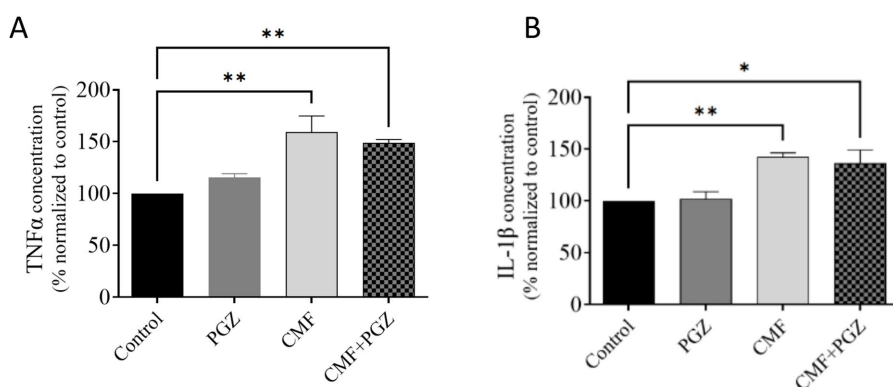 A
**
**
TNFα concentration
(% normalized to control)
200
150
100
50
0
Control
PGZ
CMF
CMF+PGZ
B
*
**
IL-1β concentration
(% normalized to control)
200
150
100
50
0
Control
PGZ
CMF
CMF+PGZ